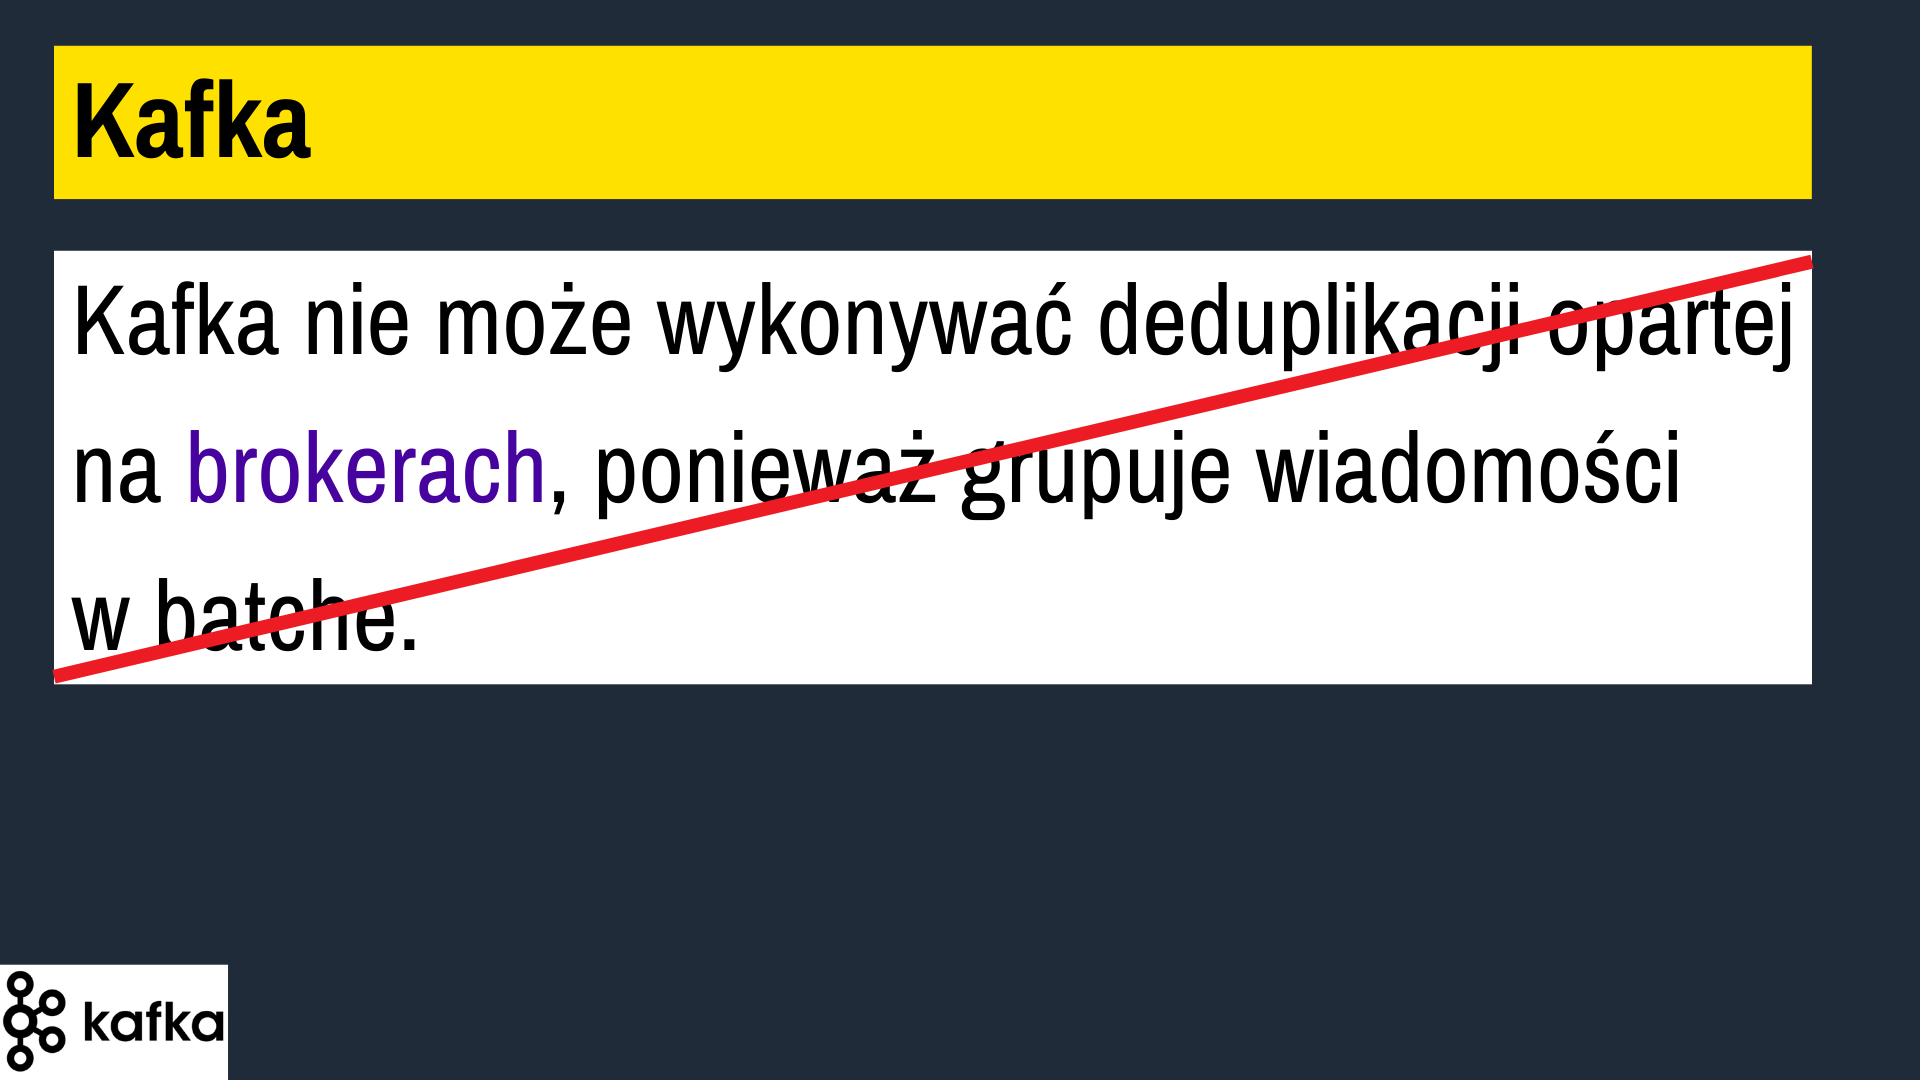 Kafka
Kafka nie może wykonywać deduplikacji opartej
na brokerach, ponieważ grupuje wiadomości
w batche.
kafka